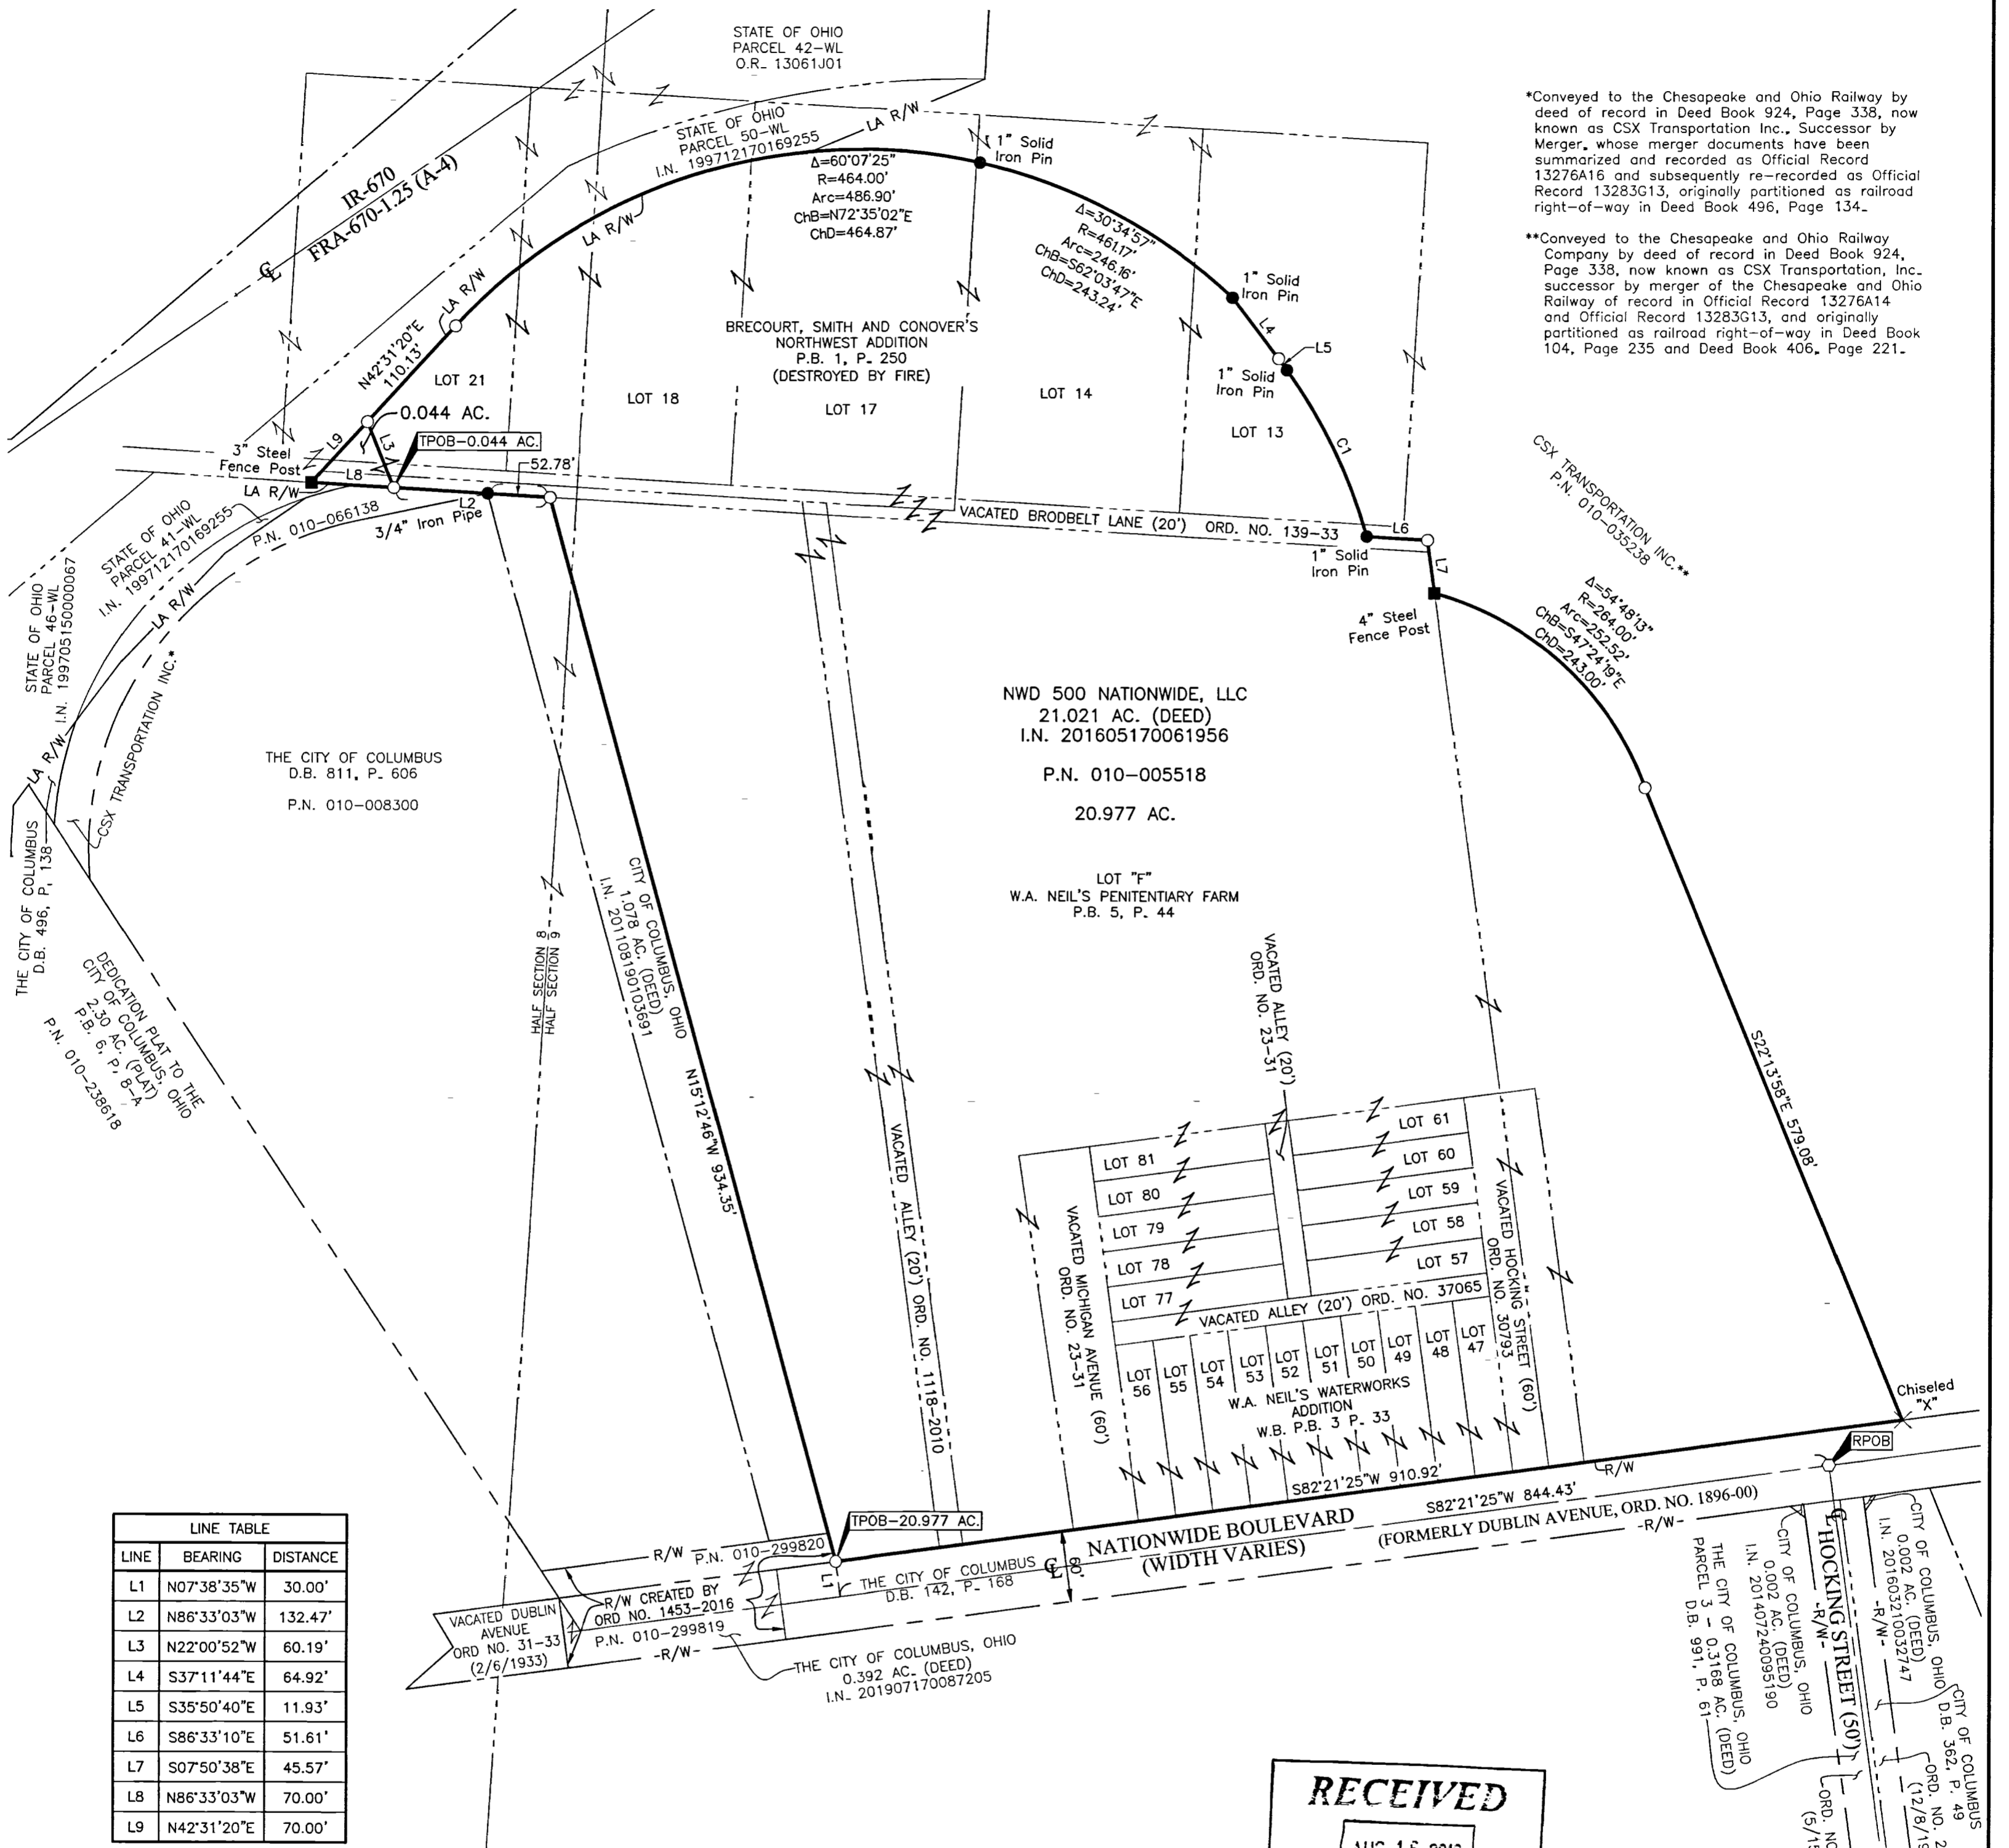 STATE OF OHIO
PARCEL 42-WL
O.R. 13061J01
*Conveyed to the Chesapeake and Ohio Railway by
deed of record in Deed Book 924, Page 338, now
known as CSX Transportation Inc., Successor by
Merger, whose merger documents have been
summarized and recorded as Official Record
13276A16 and subsequently re-recorded as Official
Record 13283G13, originally partitioned as railroad
right-of-way in Deed Book 496, Page 134.
**Conveyed to the Chesapeake and Ohio Railway
Company by deed of record in Deed Book 924,
Page 338, now known as CSX Transportation, Inc.
successor by merger of the Chesapeake and Ohio
Railway of record in Official Record 13276A14
and Official Record 13283G13, and originally
partitioned as railroad right-of-way in Deed Book
104, Page 235 and Deed Book 406, Page 221.
IR-670
FRA-670-1.25 (A-4)
STATE OF OHIO
PARCEL 50-WL
I.N. 199712170169255
LA R/W
1" Solid
Iron Pin
Δ=60°07'25"
R=464.00'
Arc=486.90'
ChB=N72°35'02"E
ChD=464.87'
LA R/W
LA R/W
Δ=30°34'57"
R=461.17'
Arc=246.16'
ChB=S62°03'47"E
ChD=243.24'
1" Solid
Iron Pin
L4
L5
1" Solid
Iron Pin
BRECOURT, SMITH AND CONOVER'S
NORTHWEST ADDITION
P.B. 1, P. 250
(DESTROYED BY FIRE)
N42°31'20"E
110.13'
LOT 21
LOT 18
LOT 17
LOT 14
LOT 13
C1
0.044 AC.
TPOB-0.044 AC.
3" Steel
Fence Post
L9
L3
L8
L2
52.78'
LA R/W
P.N. 010-066138
3/4" Iron Pipe
VACATED BRODBELT LANE (20') ORD. NO. 139-33
L6
1" Solid
Iron Pin
L7
4" Steel
Fence Post
CSX TRANSPORTATION INC.**
P.N. 010-035238
Δ=54°48'13"
R=264.00'
Arc=252.52'
ChB=S47°24'19"E
ChD=243.00'
STATE OF OHIO
PARCEL 41-WL
I.N. 199712170169255
STATE OF OHIO
PARCEL 46-WL
I.N. 199705150000067
LA R/W
LA R/W
CSX TRANSPORTATION INC.*
THE CITY OF COLUMBUS
D.B. 811, P. 606
P.N. 010-008300
THE CITY OF COLUMBUS
D.B. 496, P, 138
DEDICATION PLAT TO THE
CITY OF COLUMBUS, OHIO
2.30 AC. (PLAT)
P.B. 6, P, 8-A
P.N. 010-238618
NWD 500 NATIONWIDE, LLC
21.021 AC. (DEED)
I.N. 201605170061956
P.N. 010-005518
20.977 AC.
LOT "F"
W.A. NEIL'S PENITENTIARY FARM
P.B. 5, P. 44
CITY OF COLUMBUS, OHIO
1.078 AC. (DEED)
I.N. 201108190103691
HALF SECTION 8
HALF SECTION 9
N15°12'46"W 934.35'
VACATED ALLEY (20') ORD. NO. 1118-2010
VACATED ALLEY (20')
ORD. NO. 23-31
S22°13'58"E 579.08'
LOT 81
LOT 80
LOT 79
LOT 78
LOT 77
LOT 61
LOT 60
LOT 59
LOT 58
LOT 57
VACATED MICHIGAN AVENUE (60')
ORD. NO. 23-31
VACATED HOCKING STREET (60')
ORD. NO. 30793
VACATED ALLEY (20') ORD. NO. 37065
LOT
56
LOT
55
LOT
54
LOT
53
LOT
52
LOT
51
LOT
50
LOT
49
LOT
48
LOT
47
W.A. NEIL'S WATERWORKS
ADDITION
W.B. P.B. 3 P. 33
Chiseled
"X"
RPOB
R/W
S82°21'25"W 910.92'
S82°21'25"W 844.43'
NATIONWIDE BOULEVARD
(WIDTH VARIES)
(FORMERLY DUBLIN AVENUE, ORD. NO. 1896-00)
-R/W-
60'
TPOB-20.977 AC.
R/W
P.N. 010-299820
L1
THE CITY OF COLUMBUS
D.B. 142, P. 168
R/W CREATED BY
ORD NO. 1453-2016
P.N. 010-299819
VACATED DUBLIN
AVENUE
ORD NO. 31-33
(2/6/1933)
-R/W-
THE CITY OF COLUMBUS, OHIO
0.392 AC. (DEED)
I.N. 201907170087205
THE CITY OF COLUMBUS, OHIO
PARCEL 3 - 0.3168 AC. (DEED)
D.B. 991, P. 61
CITY OF COLUMBUS, OHIO
0.002 AC. (DEED)
I.N. 201407240095190
-R/W-
HOCKING STREET (50')
-R/W-
CITY OF COLUMBUS, OHIO
0.002 AC. (DEED)
I.N. 201603210032747
CITY OF COLUMBUS
D.B. 362, P. 49
ORD. NO. 2
(12/8/19
ORD. NO
(5/15
LINE TABLE
LINE BEARING DISTANCE
L1 N07°38'35"W 30.00'
L2 N86°33'03"W 132.47'
L3 N22°00'52"W 60.19'
L4 S37°11'44"E 64.92'
L5 S35°50'40"E 11.93'
L6 S86°33'10"E 51.61'
L7 S07°50'38"E 45.57'
L8 N86°33'03"W 70.00'
L9 N42°31'20"E 70.00'
RECEIVED